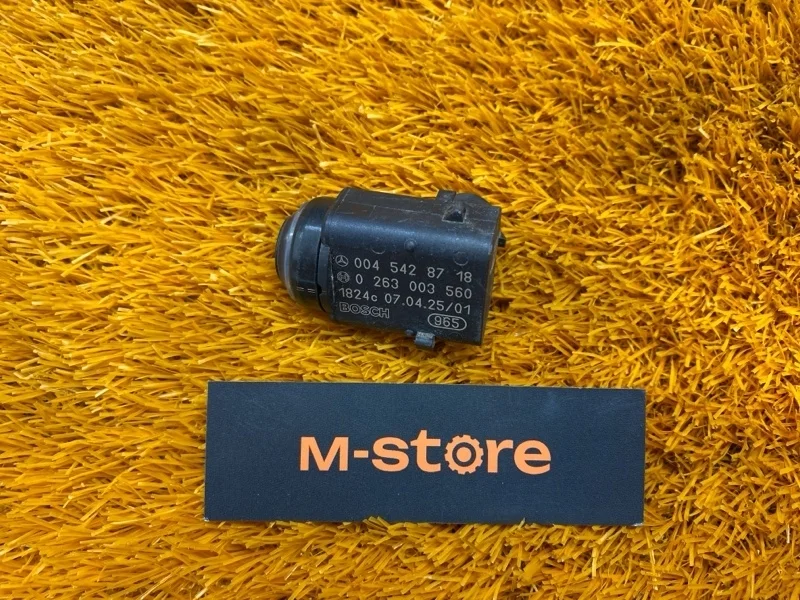 004 542 87 18
0 263 003 560
1824c 07.04.25/01
BOSCH 965
M-store